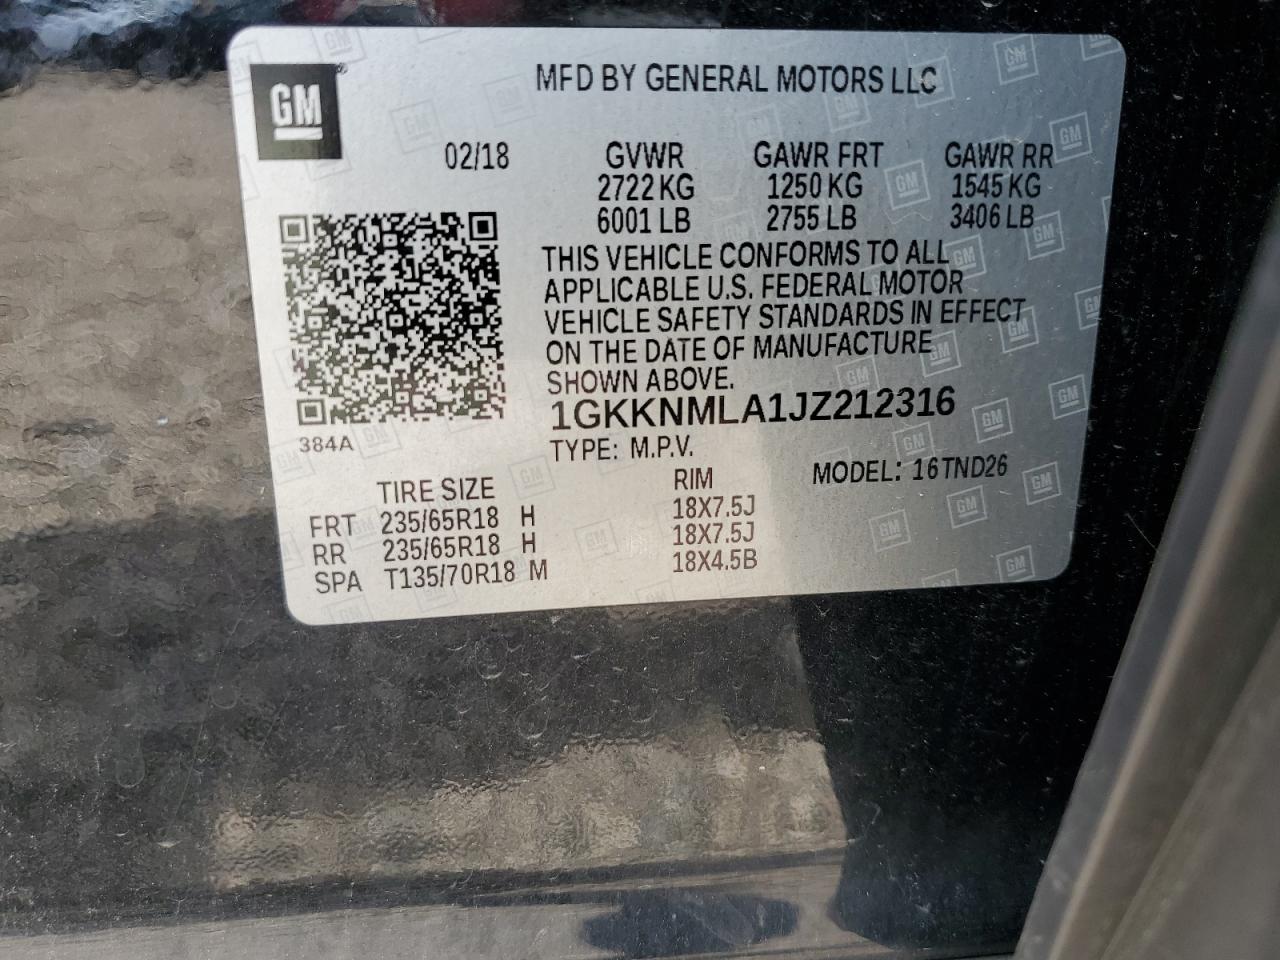 GM
MFD BY GENERAL MOTORS LLC
02/18 GVWR GAWR FRT GAWR RR
2722 KG 1250 KG 1545 KG
6001 LB 2755 LB 3406 LB
THIS VEHICLE CONFORMS TO ALL
APPLICABLE U.S. FEDERAL MOTOR
VEHICLE SAFETY STANDARDS IN EFFECT
ON THE DATE OF MANUFACTURE
SHOWN ABOVE.
1GKKNMLA1JZ212316
384A
TYPE: M.P.V. MODEL: 16TND26
TIRE SIZE RIM
FRT 235/65R18 H 18X7.5J
RR 235/65R18 H 18X7.5J
SPA T135/70R18 M 18X4.5B